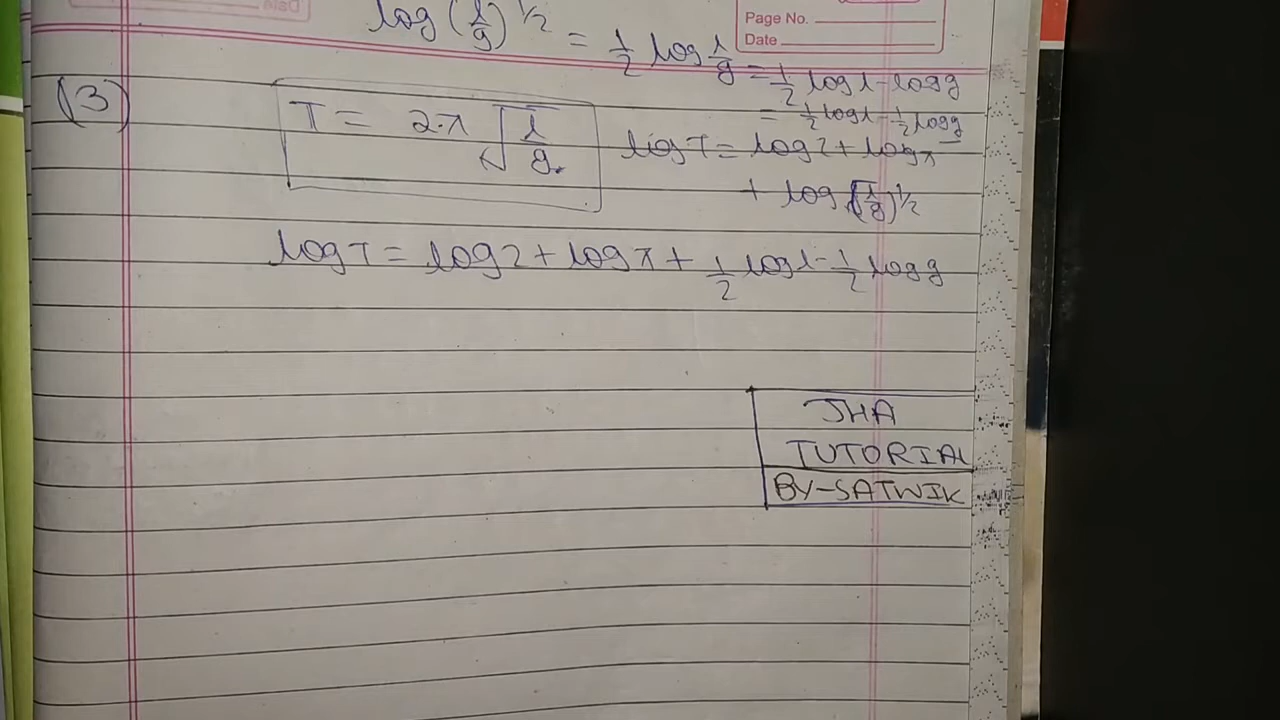 log (l/g)^1/2 = 1/2 log l/g = 1/2 log l - log g
= 1/2 log l - 1/2 log g
Page No.
Date
(3)
T = 2.π √(l/g.)
log T = log 2 + log π
+ log (l/g)^1/2
log T = log 2 + log π + 1/2 log l - 1/2 log g
JHA
TUTORIAL
BY-SATWIK